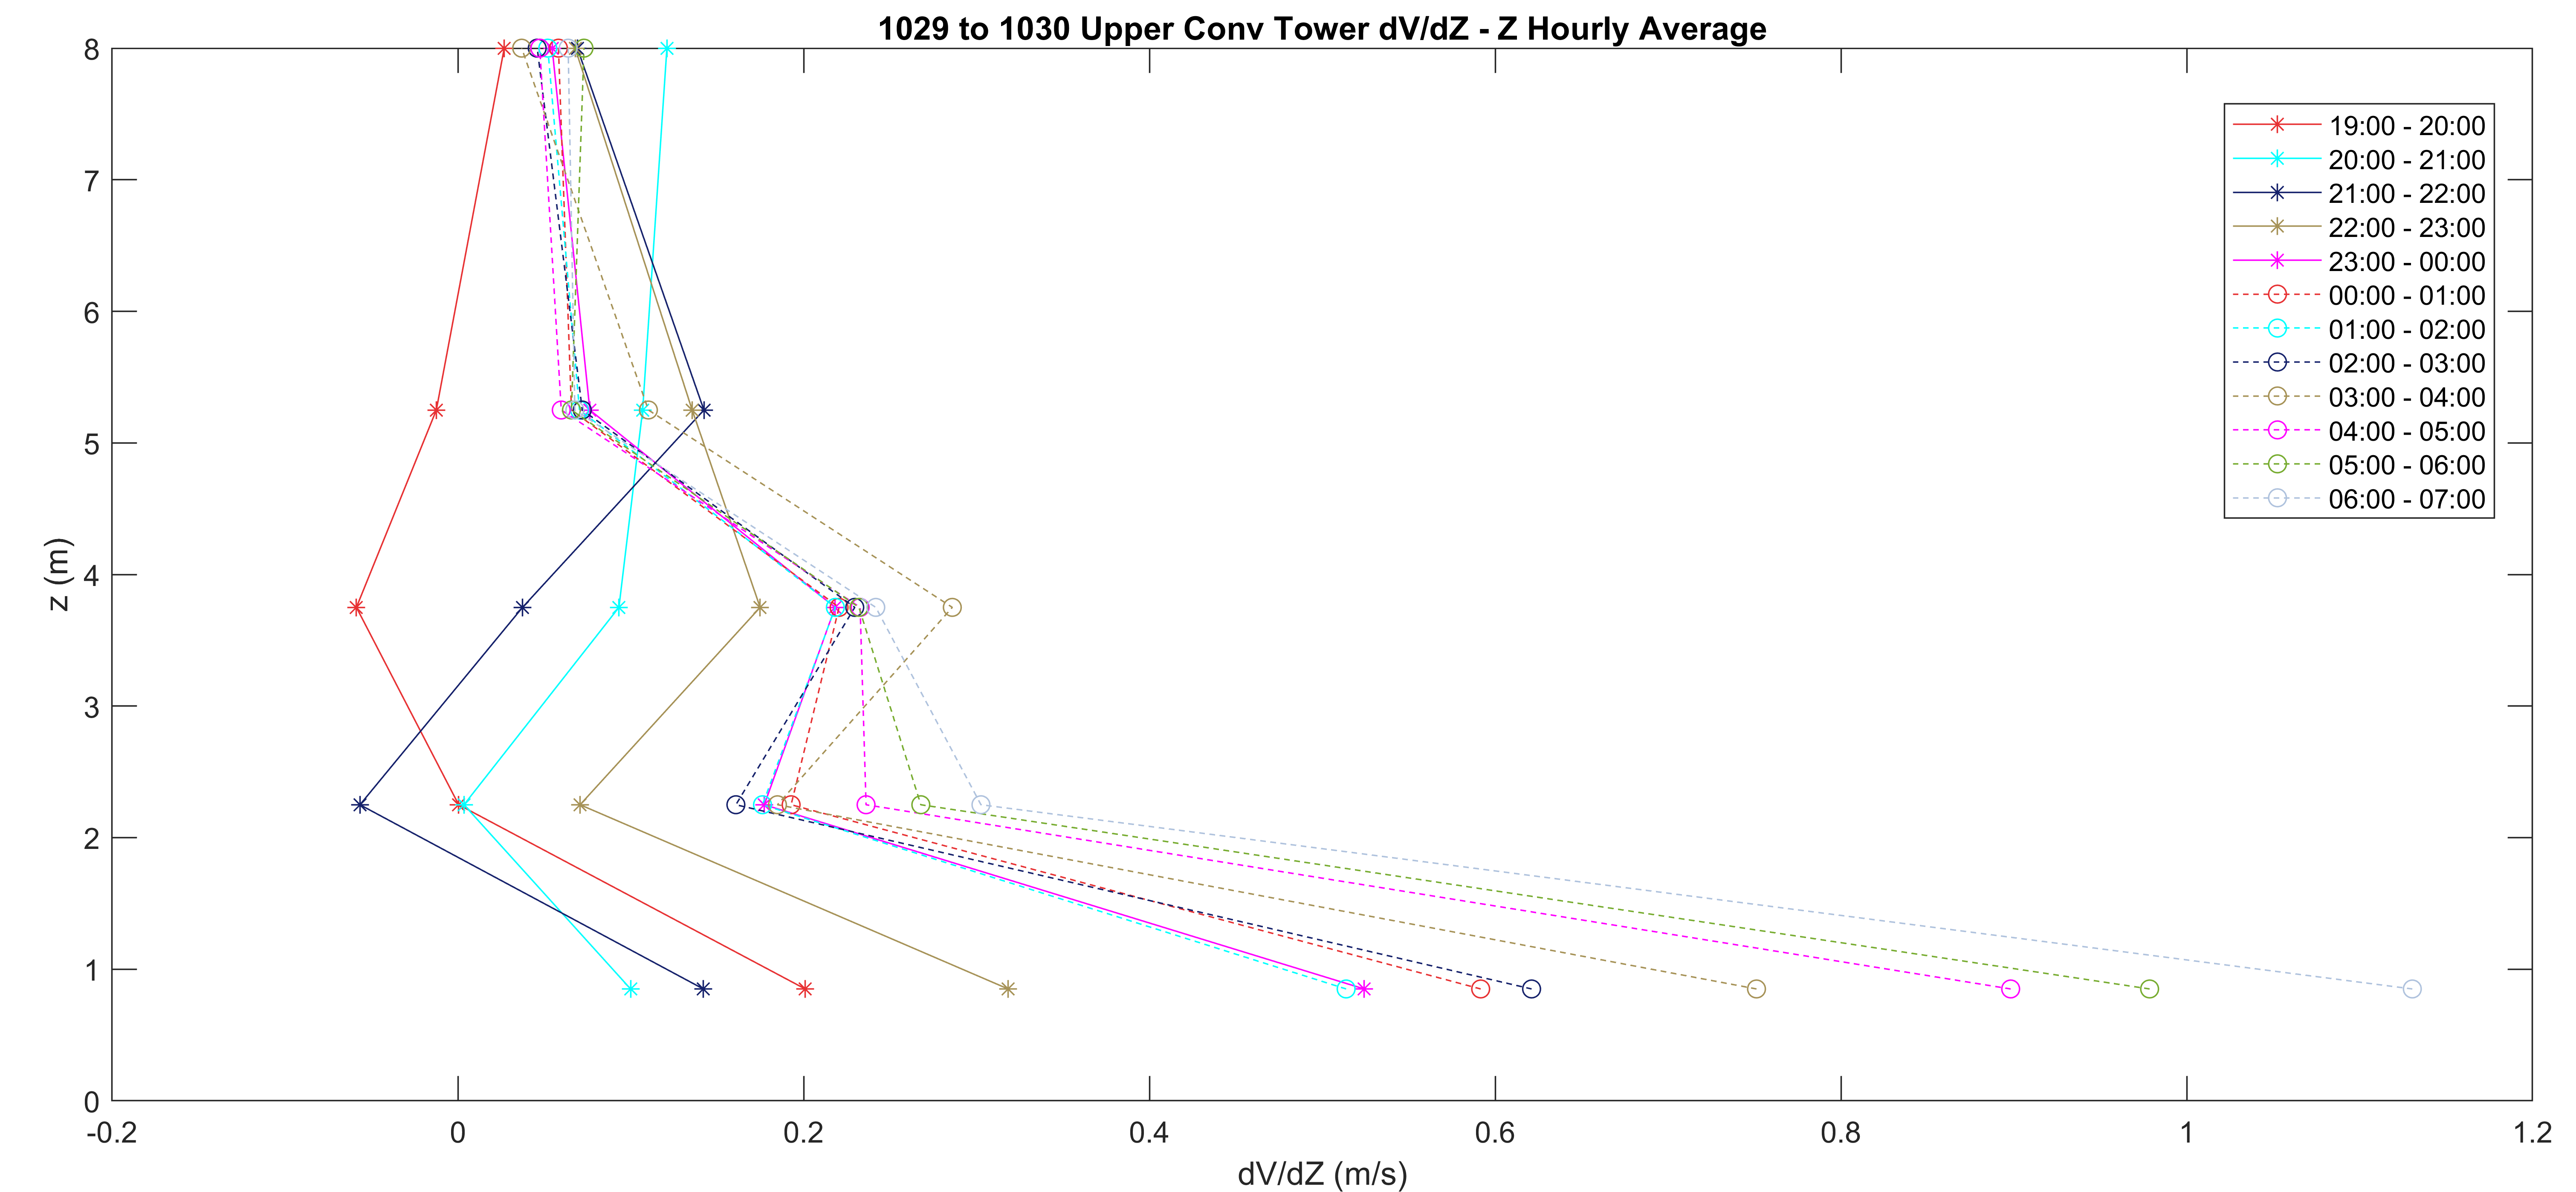 1029 to 1030 Upper Conv Tower dV/dZ - Z Hourly Average
8
7
6
5
4
3
2
1
0
z (m)
-0.2 0 0.2 0.4 0.6 0.8 1 1.2
dV/dZ (m/s)
19:00 - 20:00
20:00 - 21:00
21:00 - 22:00
22:00 - 23:00
23:00 - 00:00
00:00 - 01:00
01:00 - 02:00
02:00 - 03:00
03:00 - 04:00
04:00 - 05:00
05:00 - 06:00
06:00 - 07:00